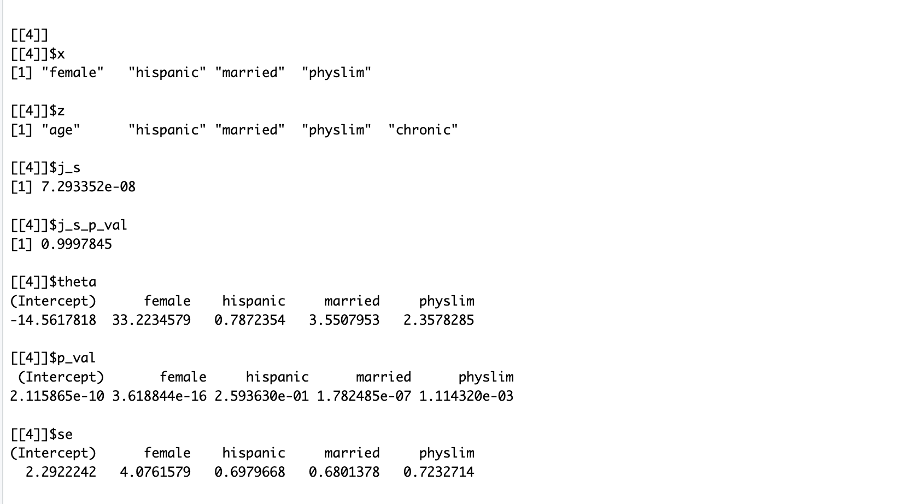 [[4]]
[[4]]$x
[1] "female"   "hispanic" "married"  "physlim"
[[4]]$z
[1] "age"      "hispanic" "married"  "physlim"  "chronic"
[[4]]$j_s
[1] 7.293352e-08
[[4]]$j_s_p_val
[1] 0.9997845
[[4]]$theta
(Intercept)      female    hispanic     married     physlim
-14.5617818  33.2234579   0.7872354   3.5507953   2.3578285
[[4]]$p_val
 (Intercept)       female     hispanic      married      physlim
2.115865e-10 3.618844e-16 2.593630e-01 1.782485e-07 1.114320e-03
[[4]]$se
(Intercept)      female    hispanic     married     physlim
  2.2922242   4.0761579   0.6979668   0.6801378   0.7232714